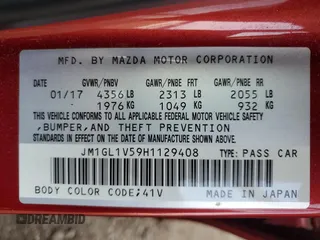 MFD. BY MAZDA MOTOR CORPORATION
GVWR/PNBV GAWR/PNBE FR GAWR/PNBE RR
01/17 4356 LB 2313 LB 2055 LB
1976 KG 1049 KG 932 KG
THIS VEHICLE CONFORMS TO ALL APPLICABLE FEDERAL MOTOR VEHICLE SAFETY
,BUMPER,AND THEFT PREVENTION
STANDARDS IN EFFECT ON THE DATE OF MANUFACTURE SHOWN ABOVE.
JM1GL1V59H1129408 TYPE:PASS CAR
BODY COLOR CODE;41V MADE IN JAPAN
DREAMBID